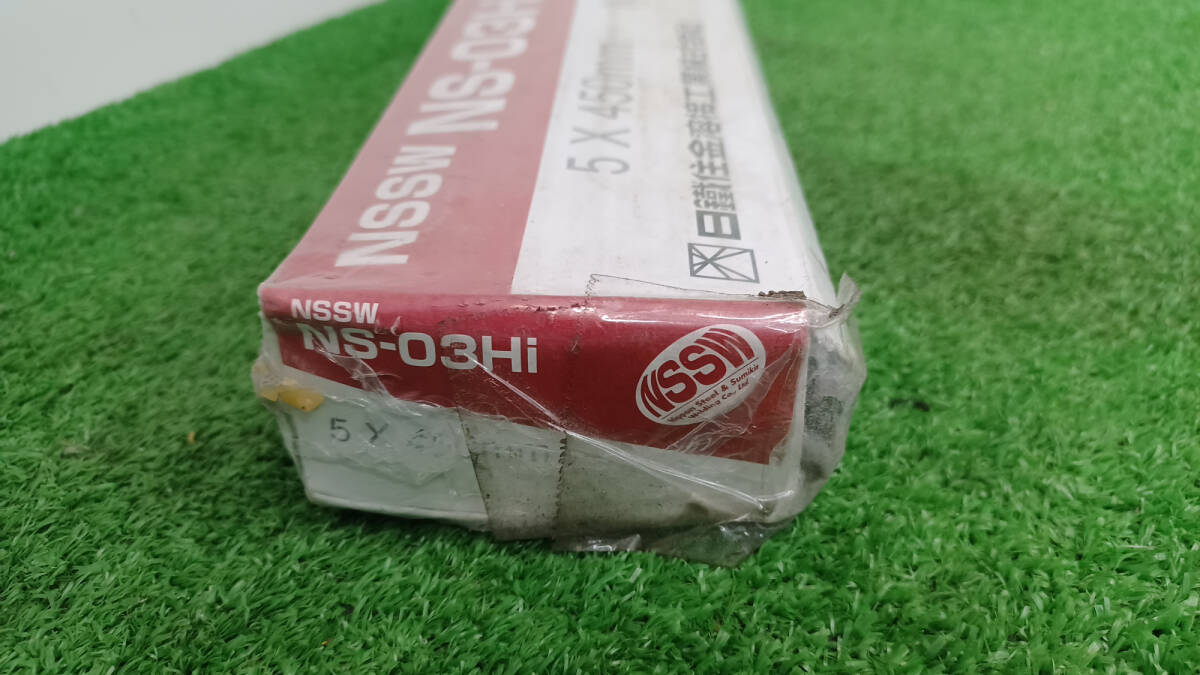 NSSW NS-03Hi
5 X 450mm
日鐵住金溶接工業株式会社
NSSW
NS-03Hi
NSSW
Nippon Steel & Sumikin
Welding Co., Ltd.
5 X